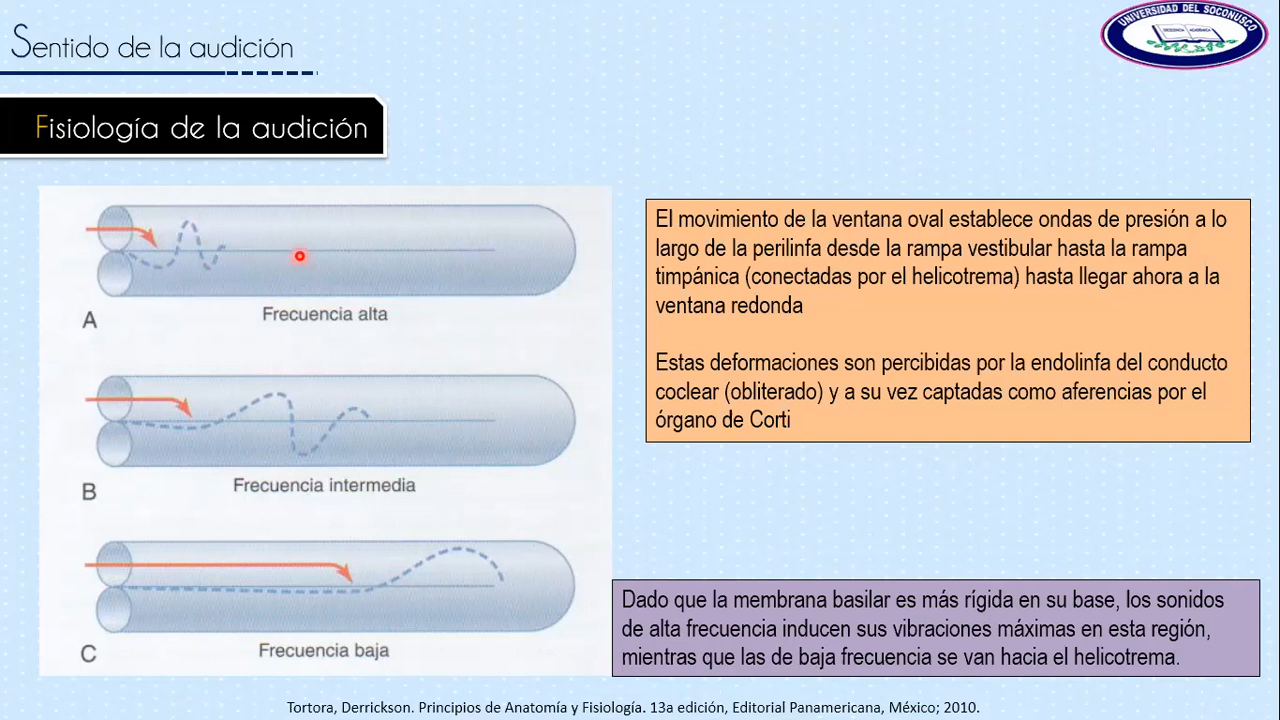 Sentido de la audición
UNIVERSIDAD DEL SOCONUSCO
Fisiología de la audición
A
Frecuencia alta
B
Frecuencia intermedia
C
Frecuencia baja
El movimiento de la ventana oval establece ondas de presión a lo
largo de la perilinfa desde la rampa vestibular hasta la rampa
timpánica (conectadas por el helicotrema) hasta llegar ahora a la
ventana redonda
Estas deformaciones son percibidas por la endolinfa del conducto
coclear (obliterado) y a su vez captadas como aferencias por el
órgano de Corti
Dado que la membrana basilar es más rígida en su base, los sonidos
de alta frecuencia inducen sus vibraciones máximas en esta región,
mientras que las de baja frecuencia se van hacia el helicotrema.
Tortora, Derrickson. Principios de Anatomía y Fisiología. 13a edición, Editorial Panamericana, México; 2010.